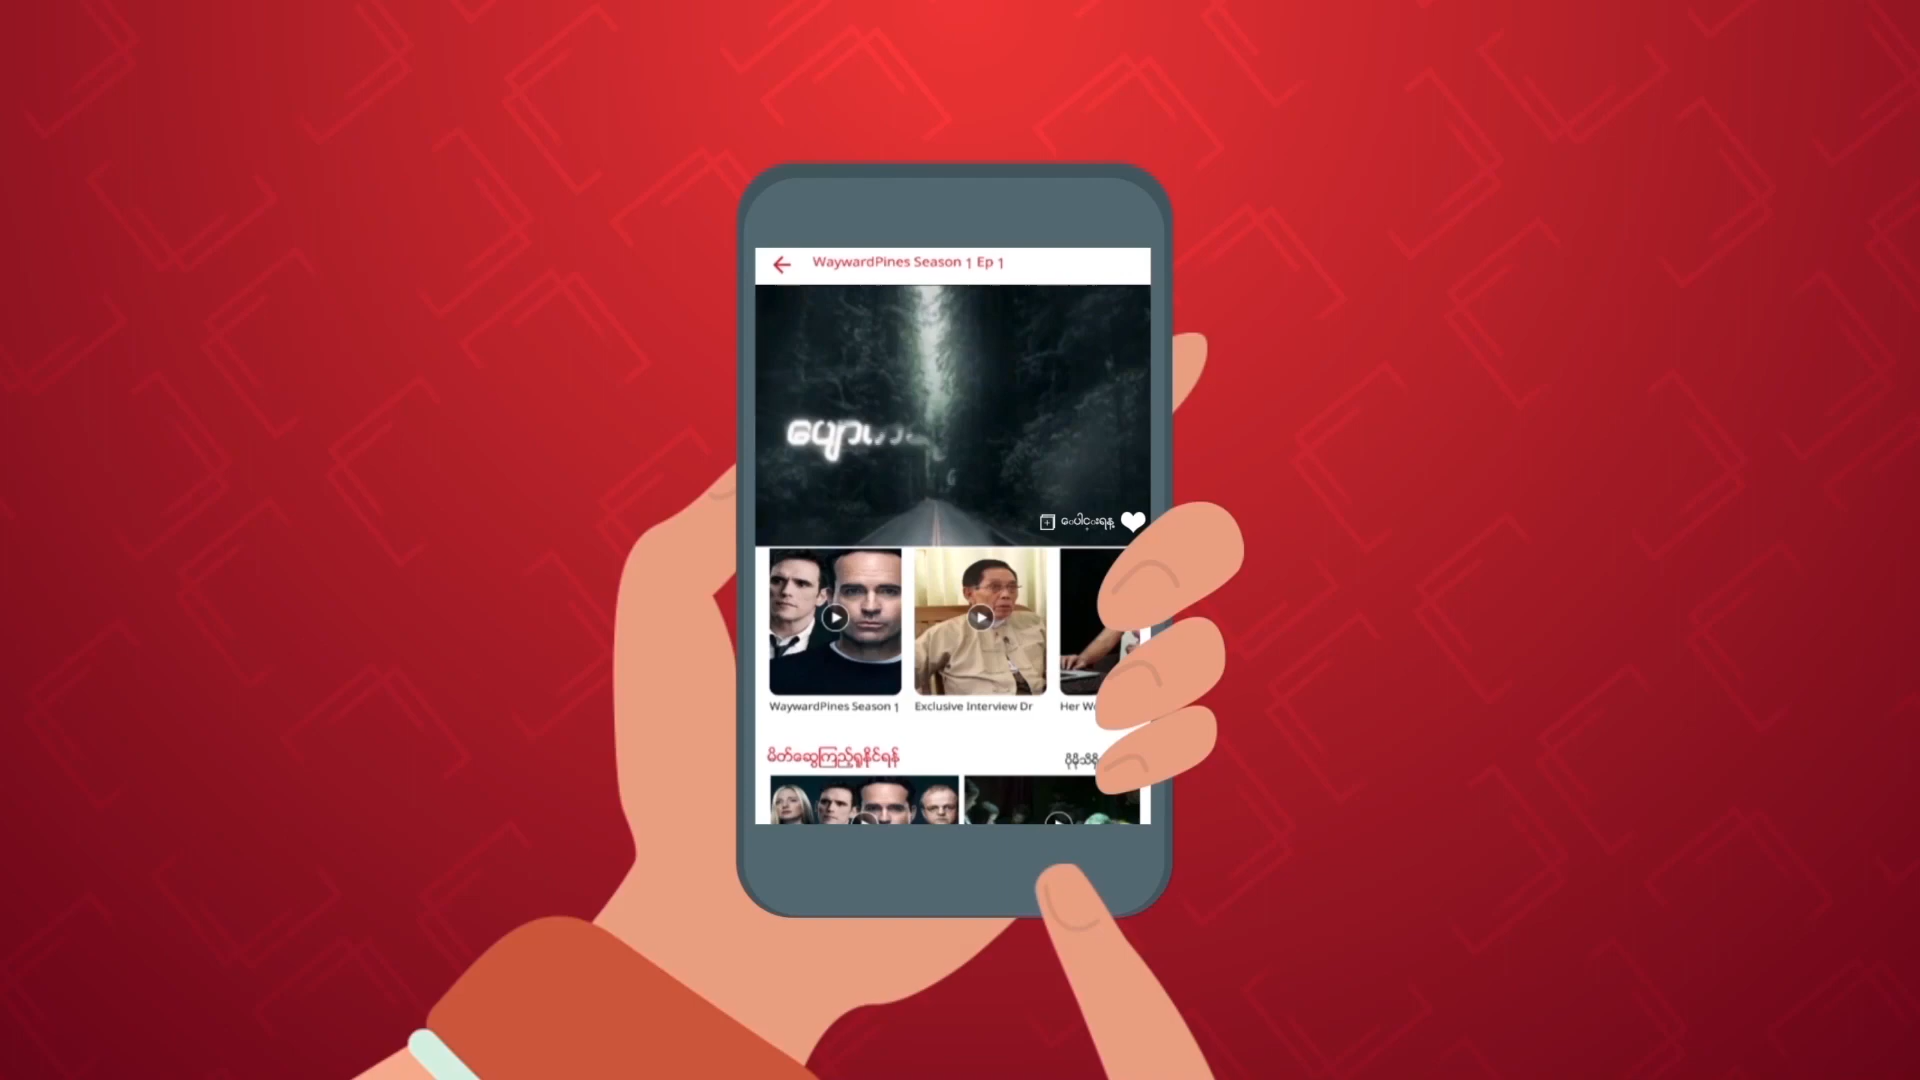 WaywardPines Season 1 Ep 1
ပေါင်းရန်
WaywardPines Season 1
Exclusive Interview Dr
Her W
မိတ်ဆွေကြည့်ရှုနိုင်ရန်